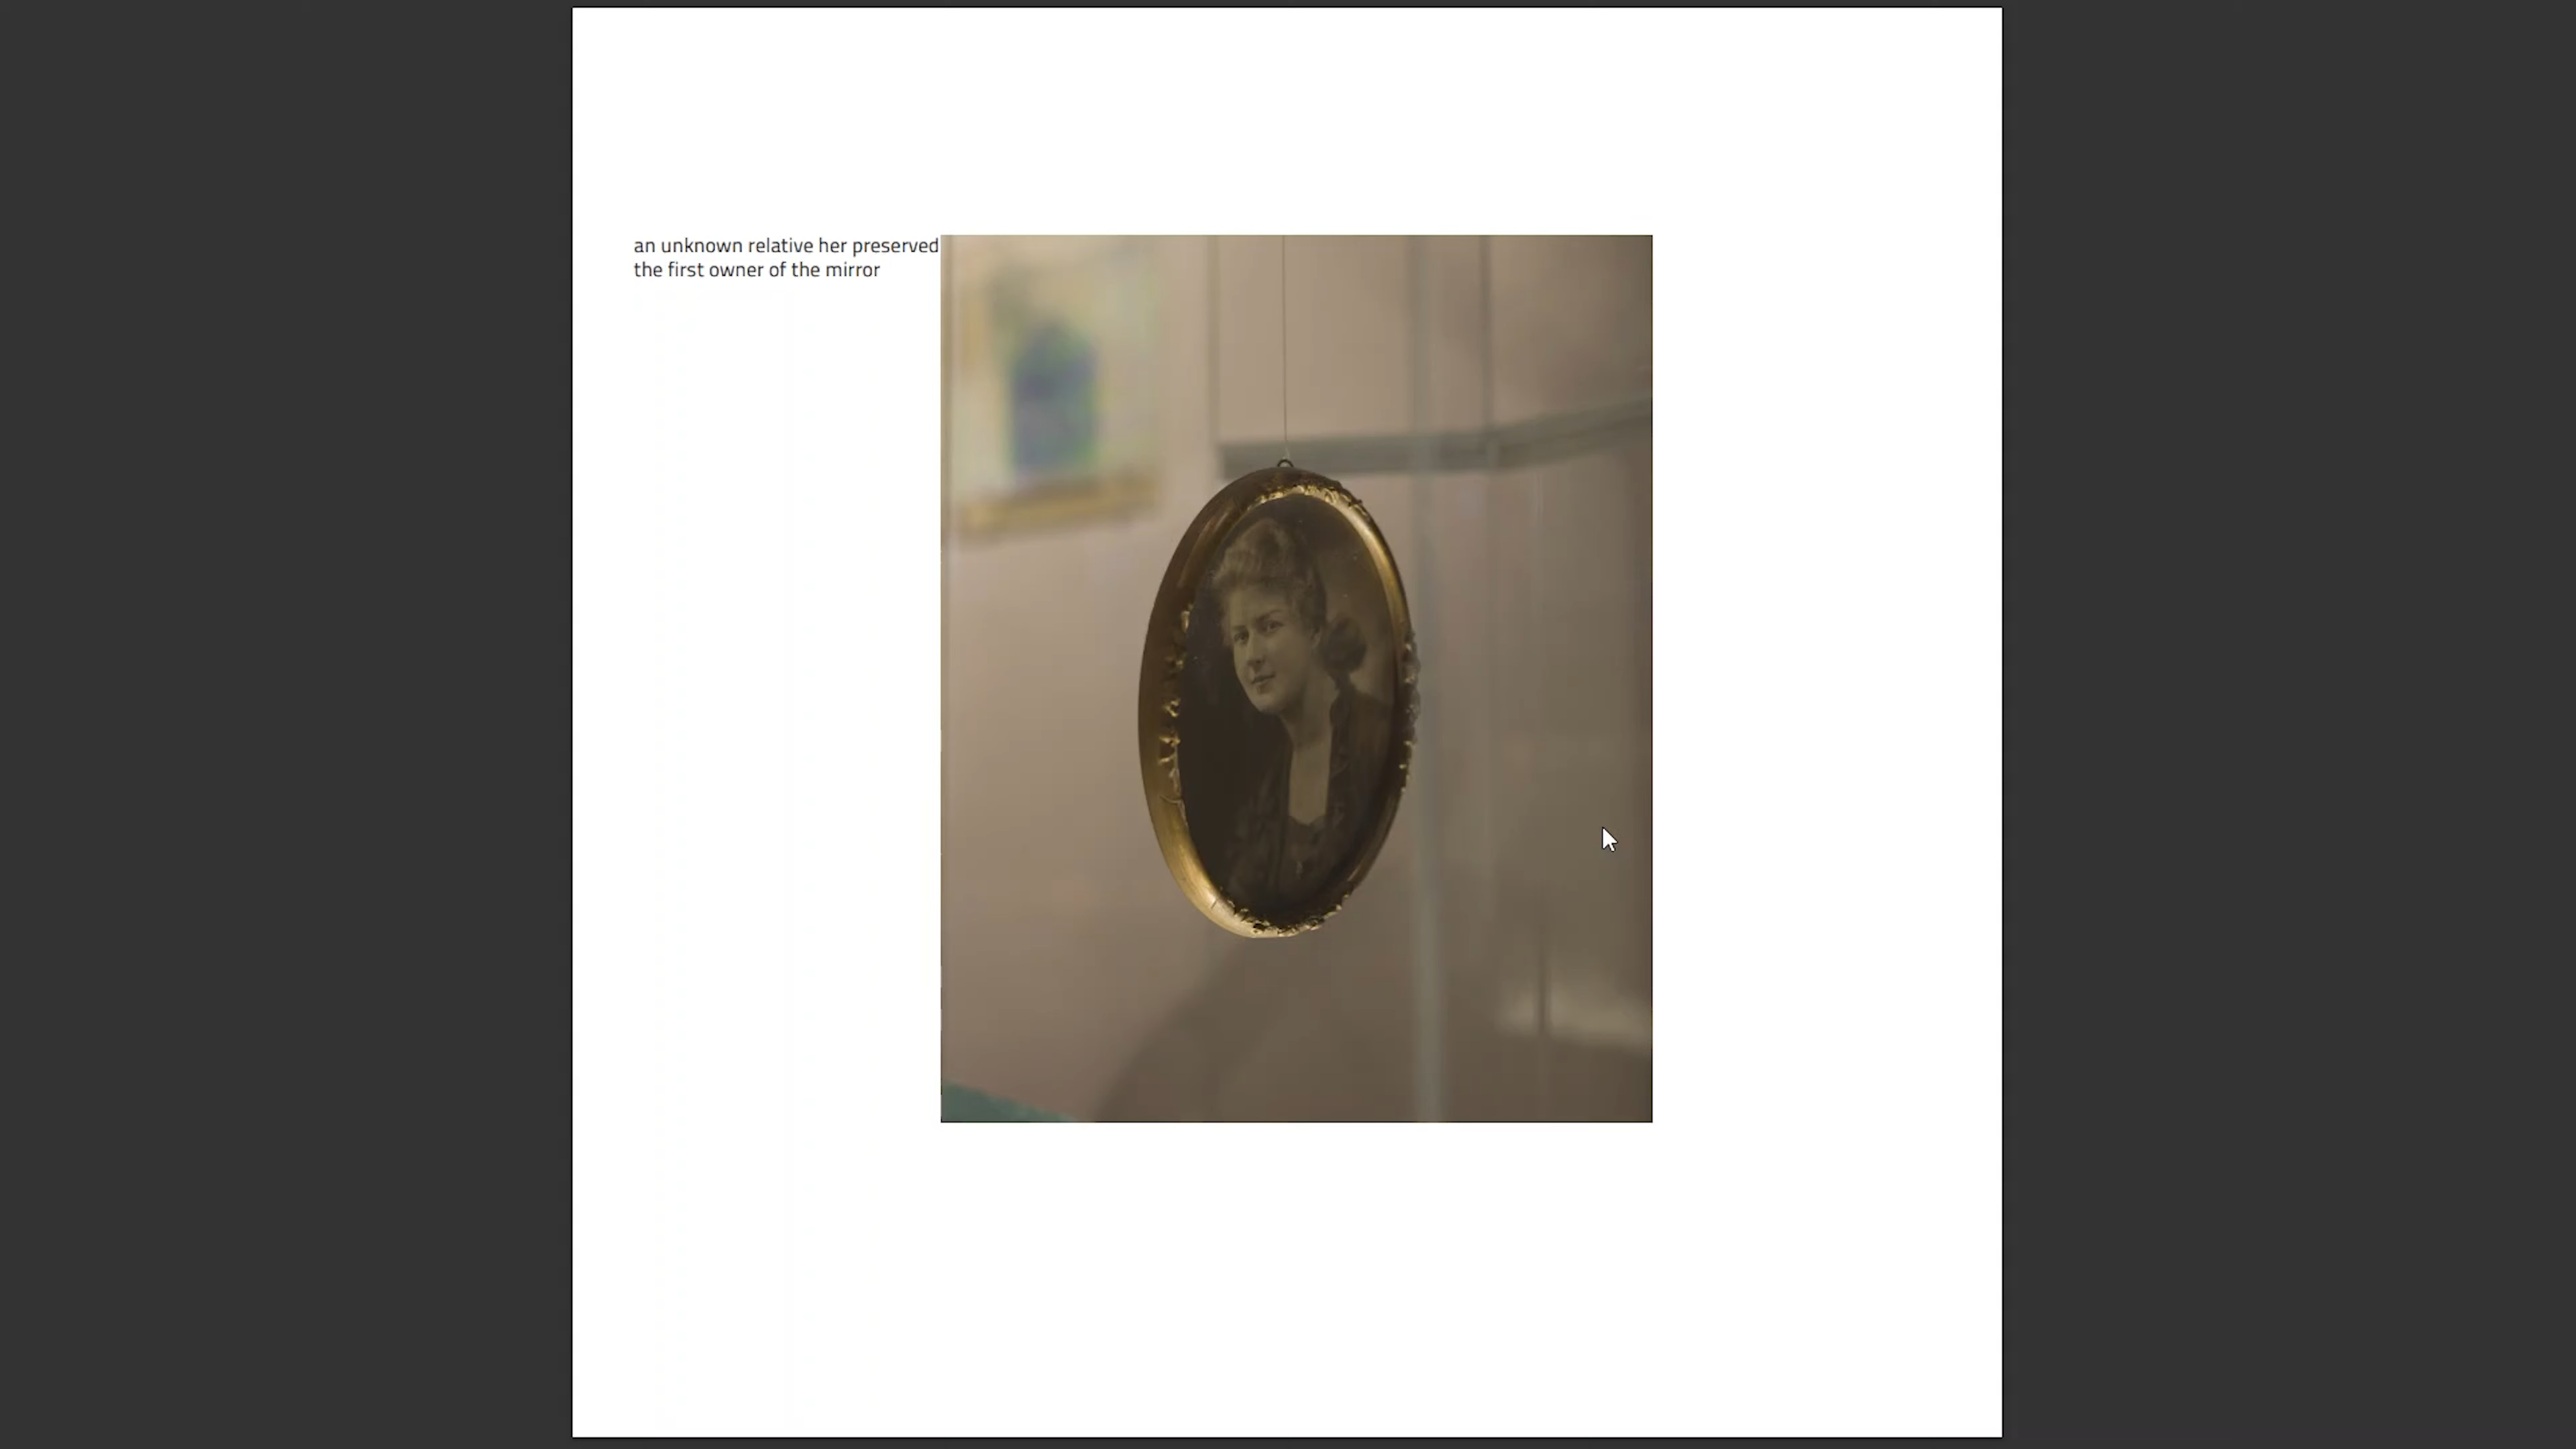 an unknown relative her preserved
the first owner of the mirror